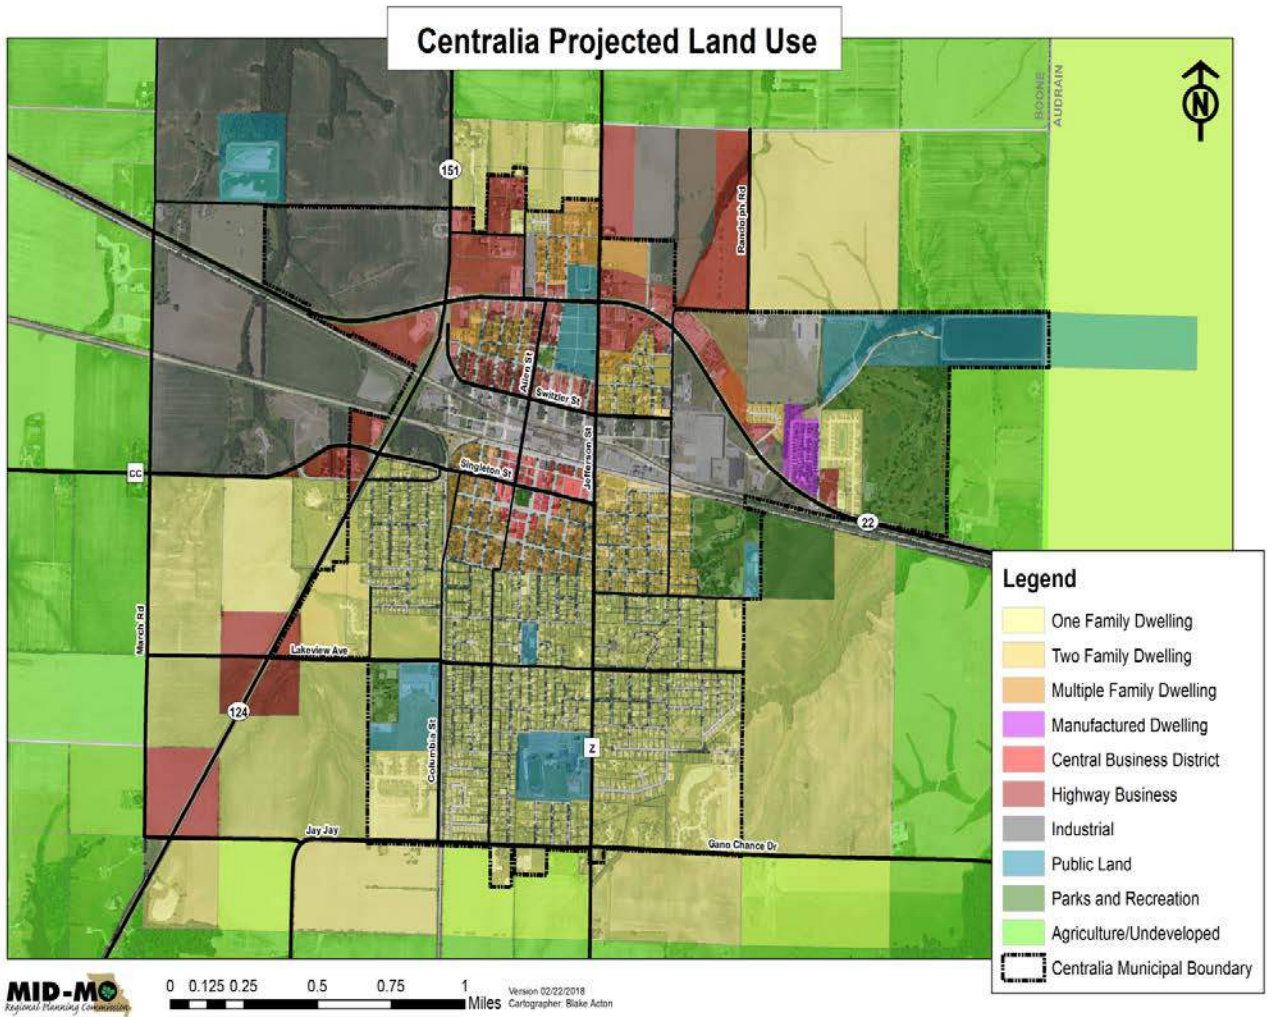 Centralia Projected Land Use
BOONE
AUDRAIN
N
151
Randolph Rd
Allen St
Switzler St
Jefferson St
Singleton St
CC
22
March Rd
Lakeview Ave
124
Columbia St
Z
Jay Jay
Gano Chance Dr
Legend
One Family Dwelling
Two Family Dwelling
Multiple Family Dwelling
Manufactured Dwelling
Central Business District
Highway Business
Industrial
Public Land
Parks and Recreation
Agriculture/Undeveloped
Centralia Municipal Boundary
MID-MO
Regional Planning Commission
0 0.125 0.25 0.5 0.75 1
Miles
Version 02/22/2018
Cartographer: Blake Acton